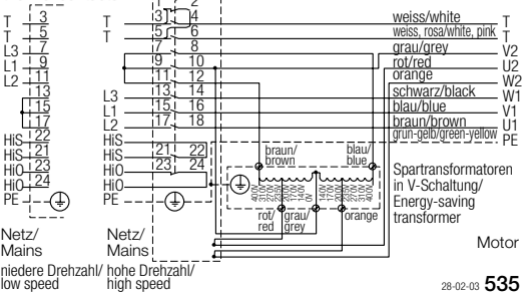 1 2
T 3 T 3 4 weiss/white T
T 5 T 5 6 weiss, rosa/white, pink T
L3 7 7 8 grau/grey V2
L1 9 9 10 rot/red U2
L2 11 11 12 orange W2
13 L3 13 14 schwarz/black W1
15 L1 15 16 blau/blue V1
17 L2 17 18 braun/brown U1
HiS 22 HiS grün-gelb/green-yellow PE
HiS 21 HiS 21 22
HiO 23 HiO 23 24
HiO 24 HiO
PE PE
braun/
brown
blau/
blue
rot/
red
grau/
grey
orange
Spartransformatoren
in V-Schaltung/
Energy-saving
transformer
Netz/
Mains
Netz/
Mains
Motor
niedere Drehzahl/
low speed
hohe Drehzahl/
high speed
28-02-03 535